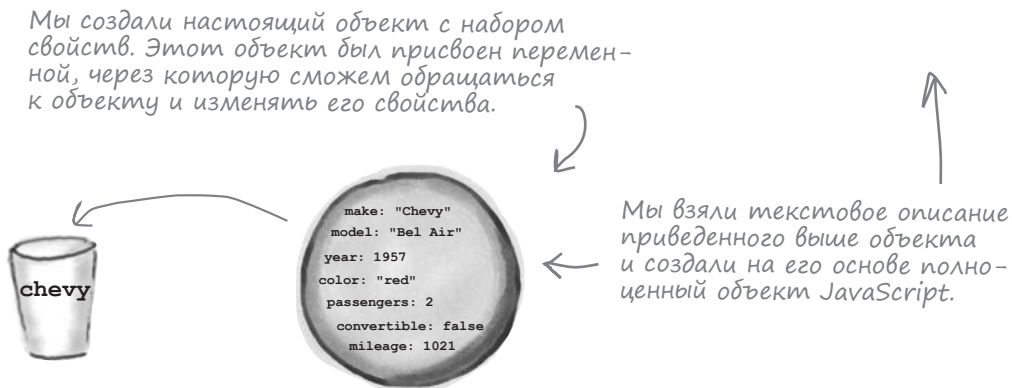 Мы создали настоящий объект с набором
свойств. Этот объект был присвоен перемен-
ной, через которую сможем обращаться
к объекту и изменять его свойства.
make: "Chevy"
model: "Bel Air"
year: 1957
color: "red"
passengers: 2
convertible: false
mileage: 1021
chevy
Мы взяли текстовое описание
приведенного выше объекта
и создали на его основе полно-
ценный объект JavaScript.